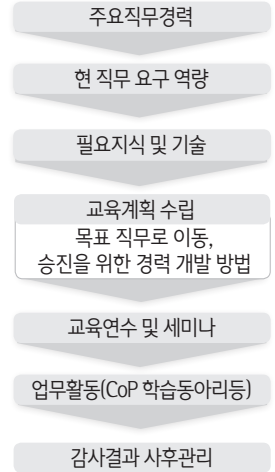 주요직무경력
현 직무 요구 역량
필요지식 및 기술
교육계획 수립
목표 직무로 이동,
승진을 위한 경력 개발 방법
교육연수 및 세미나
업무활동(CoP 학습동아리등)
감사결과 사후관리